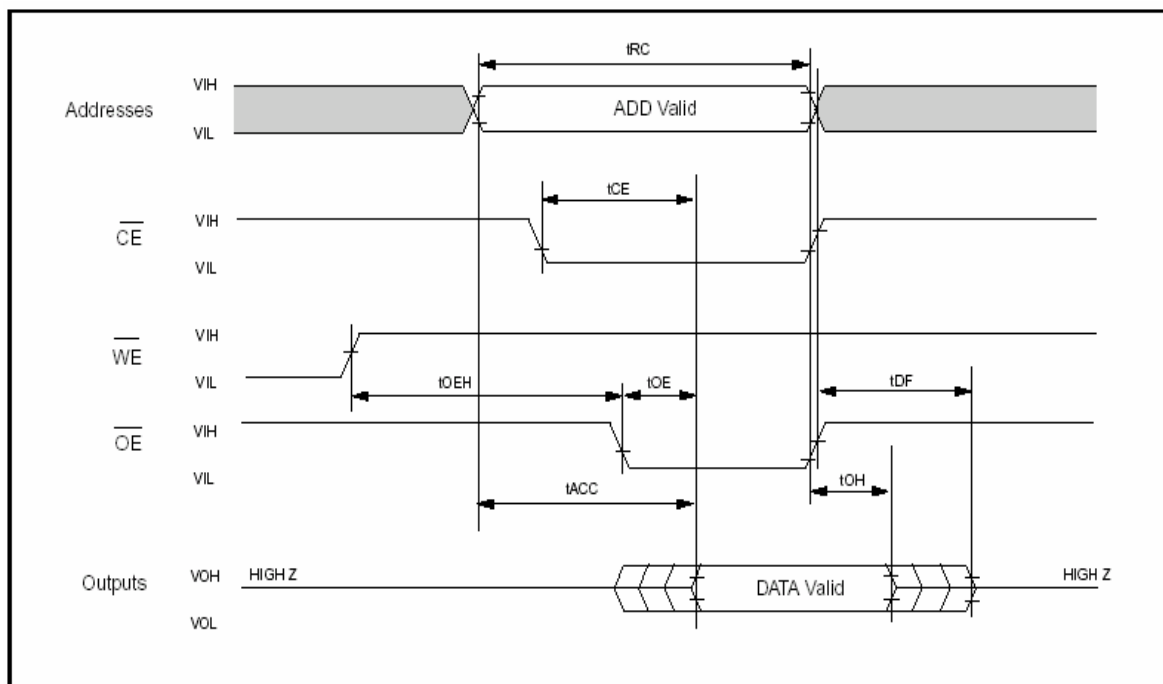 tRC
VIH
Addresses
ADD Valid
VIL
tCE
VIH
CE
VIL
VIH
WE
VIL
tOEH
tOE
tDF
VIH
OE
VIL
tACC
tOH
VOH
HIGH Z
HIGH Z
Outputs
DATA Valid
VOL